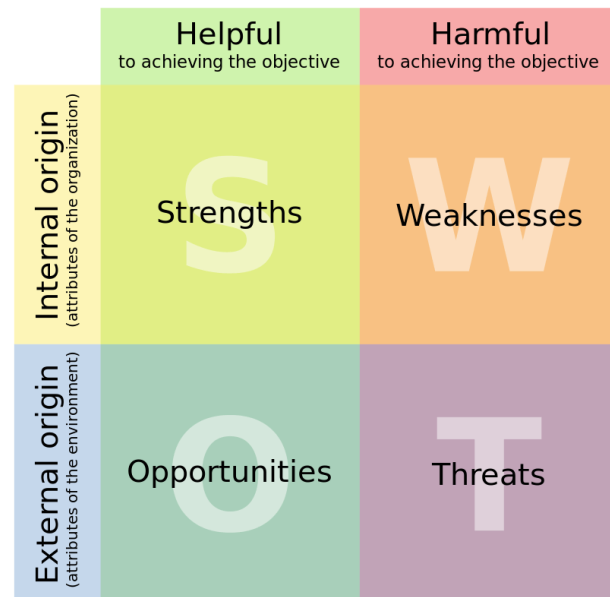 Helpful
to achieving the objective
Harmful
to achieving the objective
Internal origin
(attributes of the organization)
S
Strengths
W
Weaknesses
External origin
(attributes of the environment)
O
Opportunities
T
Threats